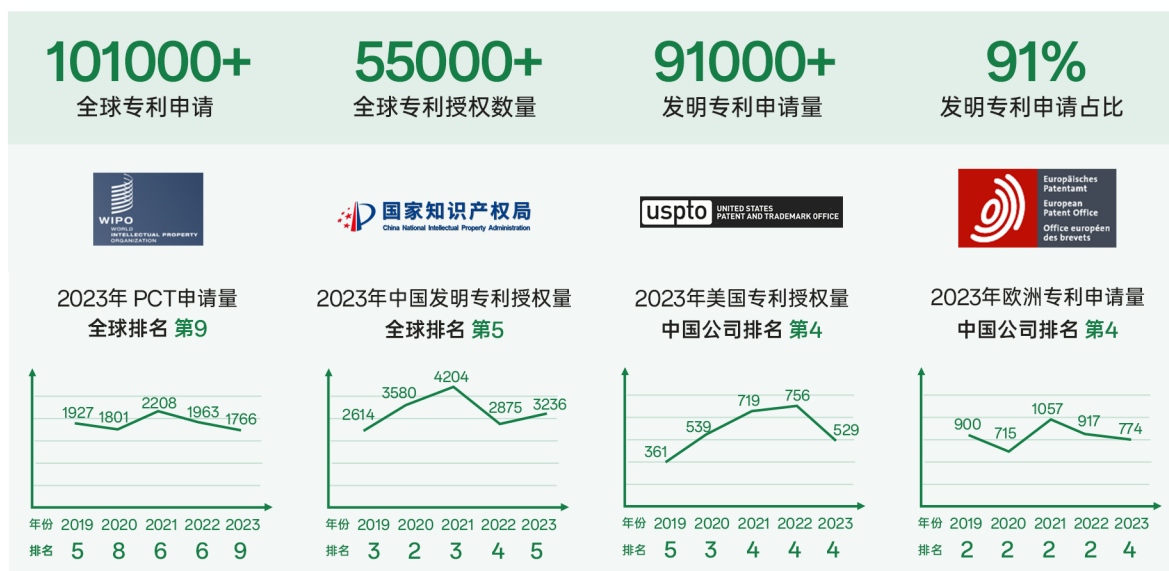 101000+
全球专利申请
55000+
全球专利授权数量
91000+
发明专利申请量
91%
发明专利申请占比
WIPO
WORLD
INTELLECTUAL PROPERTY
ORGANIZATION
国家知识产权局
China National Intellectual Property Administration
uspto
UNITED STATES
PATENT AND TRADEMARK OFFICE
Europäisches
Patentamt
European
Patent Office
Office européen
des brevets
2023年 PCT申请量
全球排名 第9
2023年中国发明专利授权量
全球排名 第5
2023年美国专利授权量
中国公司排名 第4
2023年欧洲专利申请量
中国公司排名 第4
1927 1801 2208 1963 1766
年份 2019 2020 2021 2022 2023
排名 5 8 6 6 9
2614 3580 4204 2875 3236
年份 2019 2020 2021 2022 2023
排名 3 2 3 4 5
361 539 719 756 529
年份 2019 2020 2021 2022 2023
排名 5 3 4 4 4
900 715 1057 917 774
年份 2019 2020 2021 2022 2023
排名 2 2 2 2 4